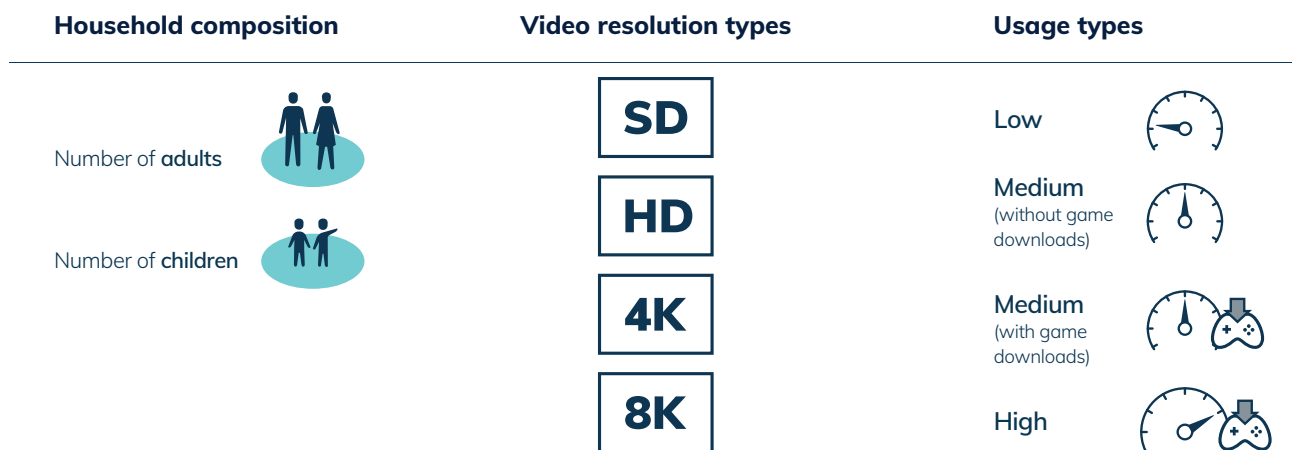 Household composition
Video resolution types
Usage types
Number of adults
Number of children
SD
HD
4K
8K
Low
Medium
(without game
downloads)
Medium
(with game
downloads)
High